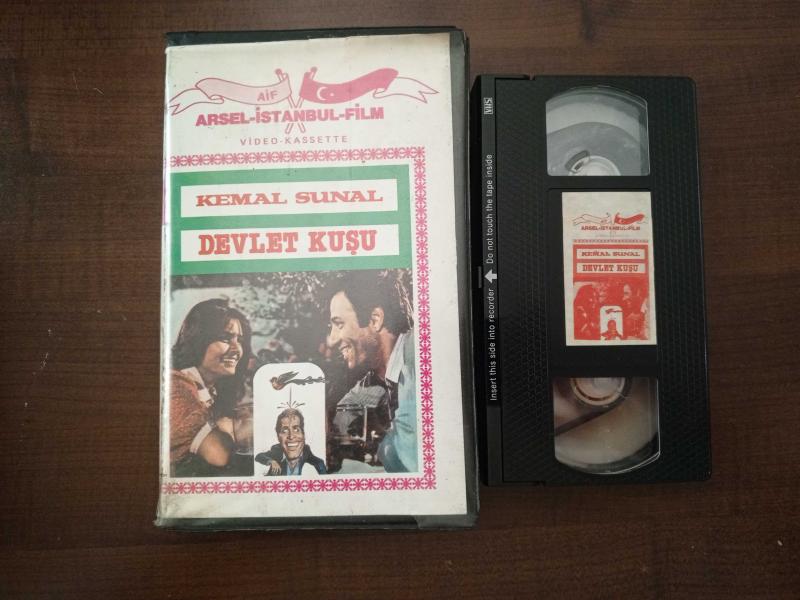 AİF
ARSEL-İSTANBUL-FİLM
VİDEO-KASSETTE
KEMAL SUNAL
DEVLET KUŞU
VHS
Insert this side into recorder Do not touch the tape inside
ARSEL-İSTANBUL-FİLM
KEMAL SUNAL
DEVLET KUŞU